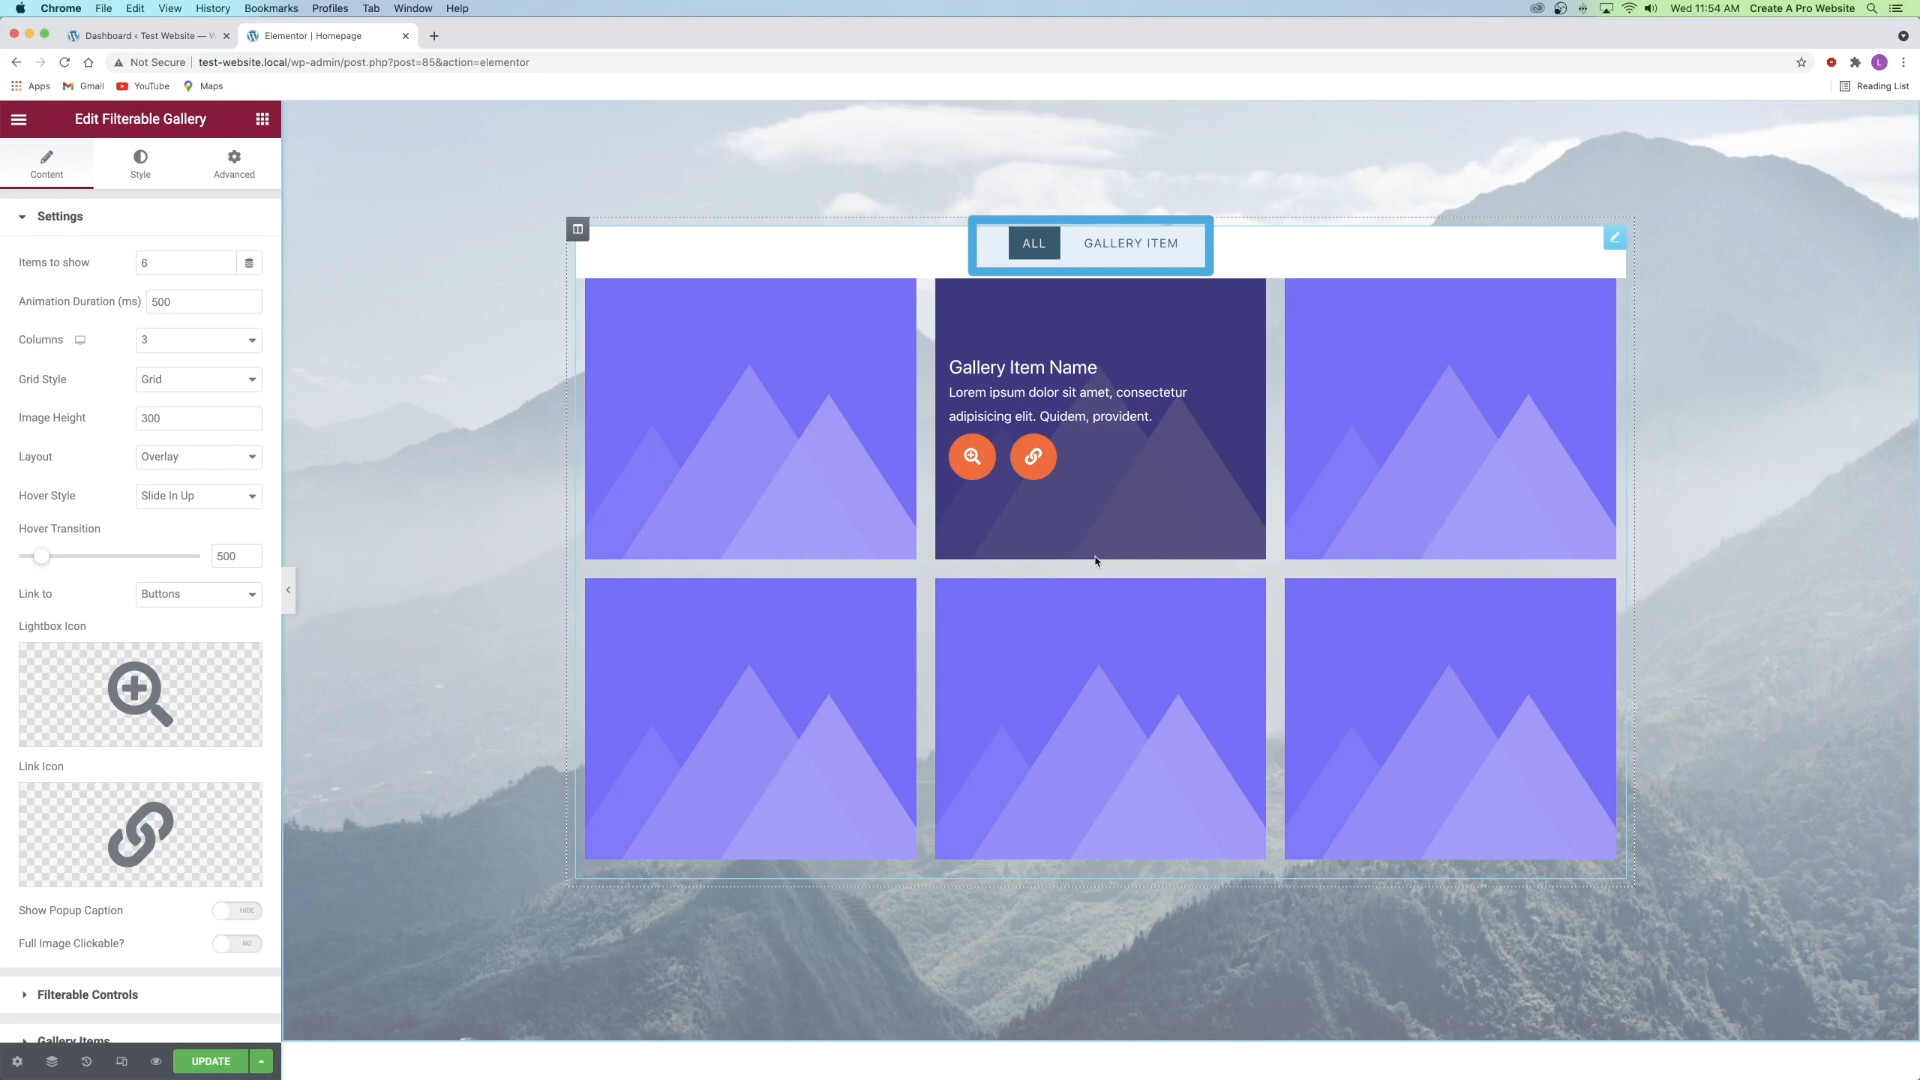 Chrome File Edit View History Bookmarks Profiles Tab Window Help Wed 11:54 AM Create A Pro Website
Dashboard ‹ Test Website — W Elementor | Homepage
Not Secure test-website.local/wp-admin/post.php?post=85&action=elementor
Apps Gmail YouTube Maps Reading List
Edit Filterable Gallery
Content Style Advanced
Settings
Items to show 6
Animation Duration (ms) 500
Columns 3
Grid Style Grid
Image Height 300
Layout Overlay
Hover Style Slide In Up
Hover Transition
500
Link to Buttons
Lightbox Icon
Link Icon
Show Popup Caption HIDE
Full Image Clickable? NO
Filterable Controls
Gallery Items
UPDATE
ALL GALLERY ITEM
Gallery Item Name
Lorem ipsum dolor sit amet, consectetur
adipisicing elit. Quidem, provident.